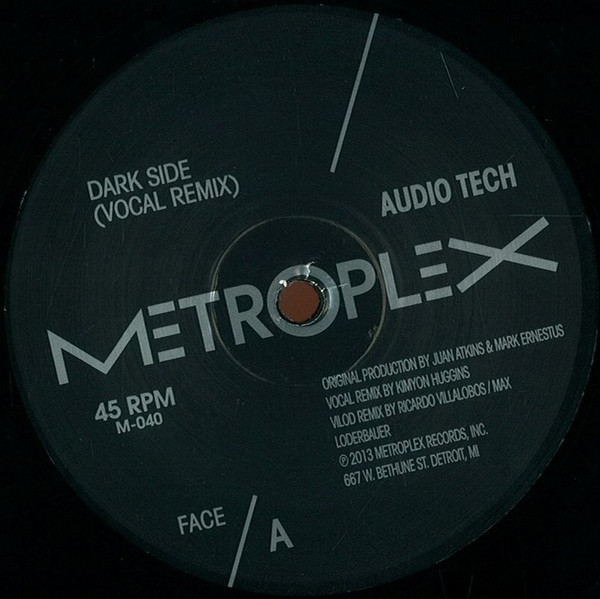 DARK SIDE
(VOCAL REMIX)
AUDIO TECH
METROPLEX
45 RPM
M-040
ORIGINAL PRODUCTION BY JUAN ATKINS & MARK ERNESTUS
VOCAL REMIX BY KIMYON HUGGINS
VILOD REMIX BY RICARDO VILLALOBOS / MAX
LODERBAUER
℗ 2013 METROPLEX RECORDS, INC.
667 W. BETHUNE ST. DETROIT, MI
FACE / A